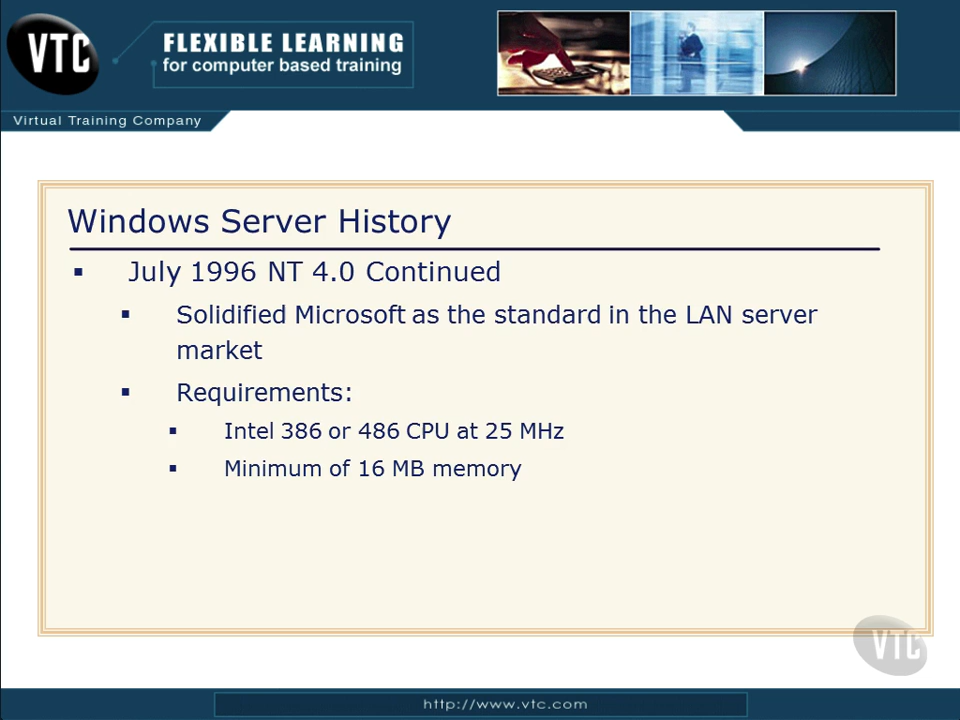 VTC
FLEXIBLE LEARNING
for computer based training
Virtual Training Company
Windows Server History
▪ July 1996 NT 4.0 Continued
▪ Solidified Microsoft as the standard in the LAN server
market
▪ Requirements:
▪ Intel 386 or 486 CPU at 25 MHz
▪ Minimum of 16 MB memory
VTC
http://www.vtc.com